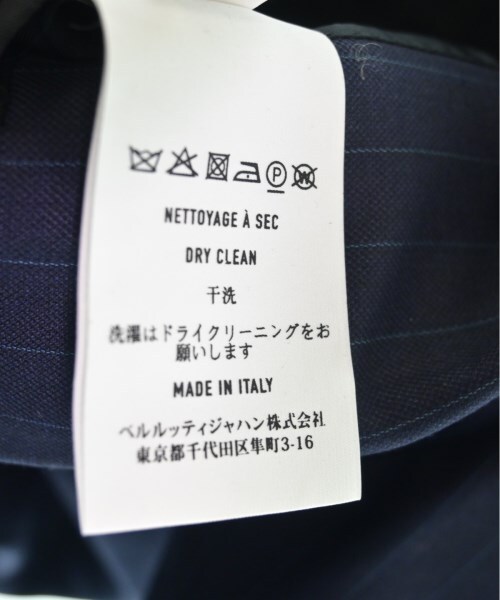 P W
NETTOYAGE À SEC
DRY CLEAN
干洗
洗濯はドライクリーニングをお
願いします
MADE IN ITALY
ベルルッティジャハン株式会社
東京都千代田区隼町3-16